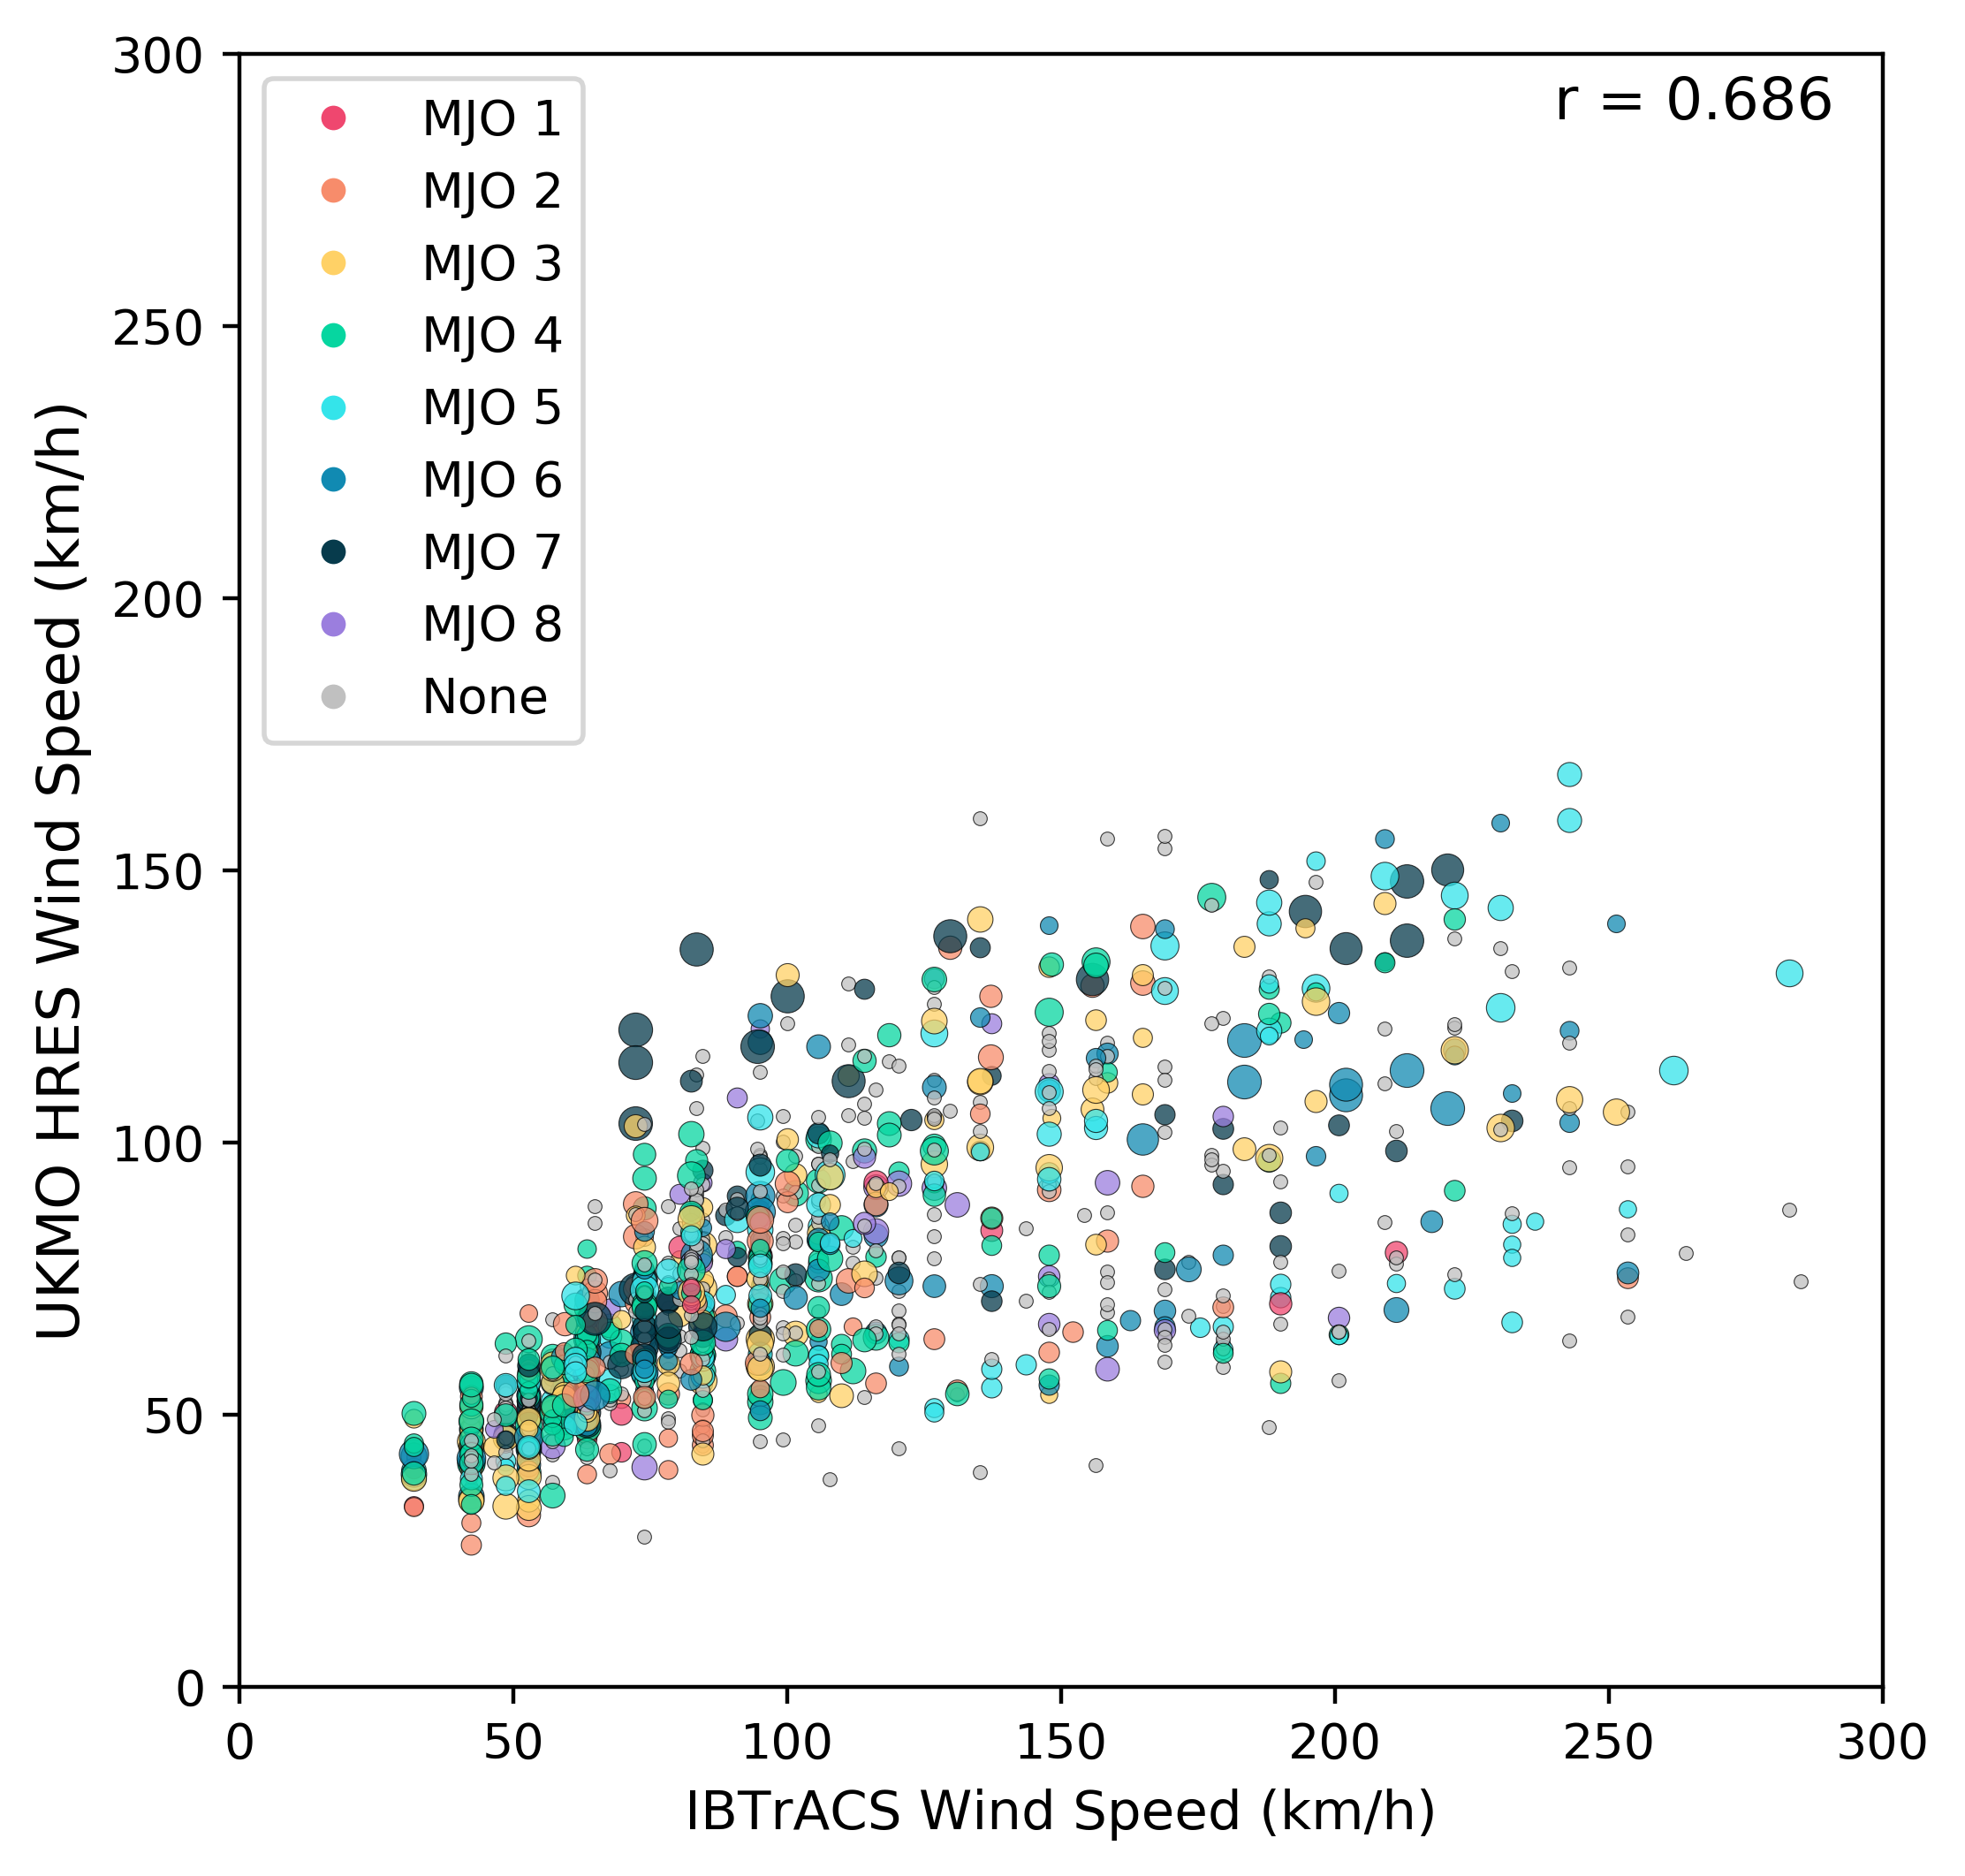 r = 0.686
MJO 1
MJO 2
MJO 3
MJO 4
MJO 5
MJO 6
MJO 7
MJO 8
None
UKMO HRES Wind Speed (km/h)
300
250
200
150
100
50
0
0 50 100 150 200 250 300
IBTrACS Wind Speed (km/h)